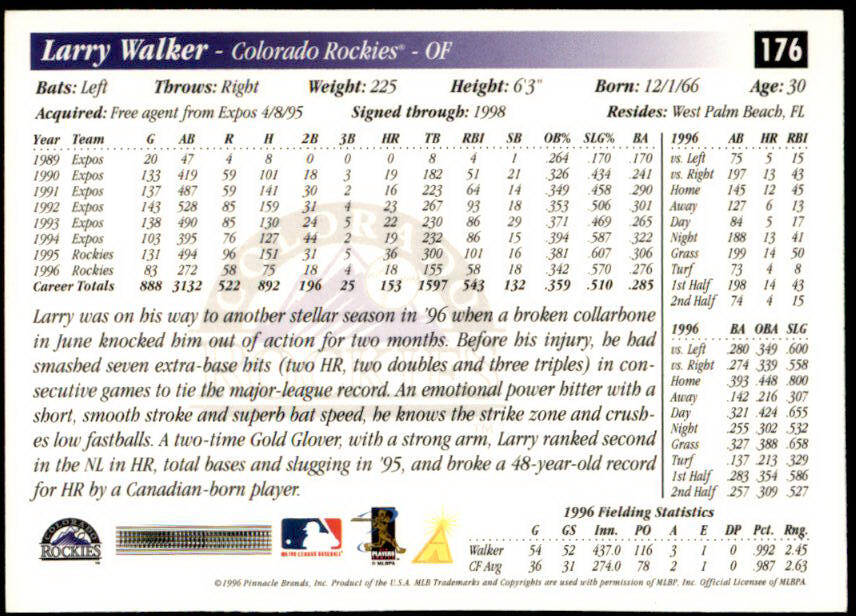 Larry Walker - Colorado Rockies® - OF 176
Bats: Left Throws: Right Weight: 225 Height: 6'3" Born: 12/1/66 Age: 30
Acquired: Free agent from Expos 4/8/95 Signed through: 1998 Resides: West Palm Beach, FL
Year Team G AB R H 2B 3B HR TB RBI SB OB% SLG% BA
1989 Expos 20 47 4 8 0 0 0 8 4 1 .264 .170 .170
1990 Expos 133 419 59 101 18 3 19 182 51 21 .326 .434 .241
1991 Expos 137 487 59 141 30 2 16 223 64 14 .349 .458 .290
1992 Expos 143 528 85 159 31 4 23 267 93 18 .353 .506 .301
1993 Expos 138 490 85 130 24 5 22 230 86 29 .371 .469 .265
1994 Expos 103 395 76 127 44 2 19 232 86 15 .394 .587 .322
1995 Rockies 131 494 96 151 31 5 36 300 101 16 .381 .607 .306
1996 Rockies 83 272 58 75 18 4 18 155 58 18 .342 .570 .276
Career Totals 888 3132 522 892 196 25 153 1597 543 132 .359 .510 .285
Larry was on his way to another stellar season in '96 when a broken collarbone
in June knocked him out of action for two months. Before his injury, he had
smashed seven extra-base hits (two HR, two doubles and three triples) in con-
secutive games to tie the major-league record. An emotional power hitter with a
short, smooth stroke and superb bat speed, he knows the strike zone and crush-
es low fastballs. A two-time Gold Glover, with a strong arm, Larry ranked second
in the NL in HR, total bases and slugging in '95, and broke a 48-year-old record
for HR by a Canadian-born player.
1996 AB HR RBI
vs. Left 75 5 15
vs. Right 197 13 43
Home 145 12 45
Away 127 6 13
Day 84 5 17
Night 188 13 41
Grass 199 14 50
Turf 73 4 8
1st Half 198 14 43
2nd Half 74 4 15
1996 BA OBA SLG
vs. Left .280 .349 .600
vs. Right .274 .339 .558
Home .393 .448 .800
Away .142 .216 .307
Day .321 .424 .655
Night .255 .302 .532
Grass .327 .388 .658
Turf .137 .213 .329
1st Half .283 .354 .586
2nd Half .257 .309 .527
1996 Fielding Statistics
G GS Inn. PO A E DP Pct. Rng.
Walker 54 52 437.0 116 3 1 0 .992 2.45
CF Avg 36 31 274.0 78 2 1 0 .987 2.63
COLORADO
ROCKIES
MAJOR LEAGUE BASEBALL
PLAYERS
© MLBPA
©1996 Pinnacle Brands, Inc. Product of the U.S.A. MLB Trademarks and Copyrights are used with permission of MLBP, Inc. Official Licensee of MLBPA.